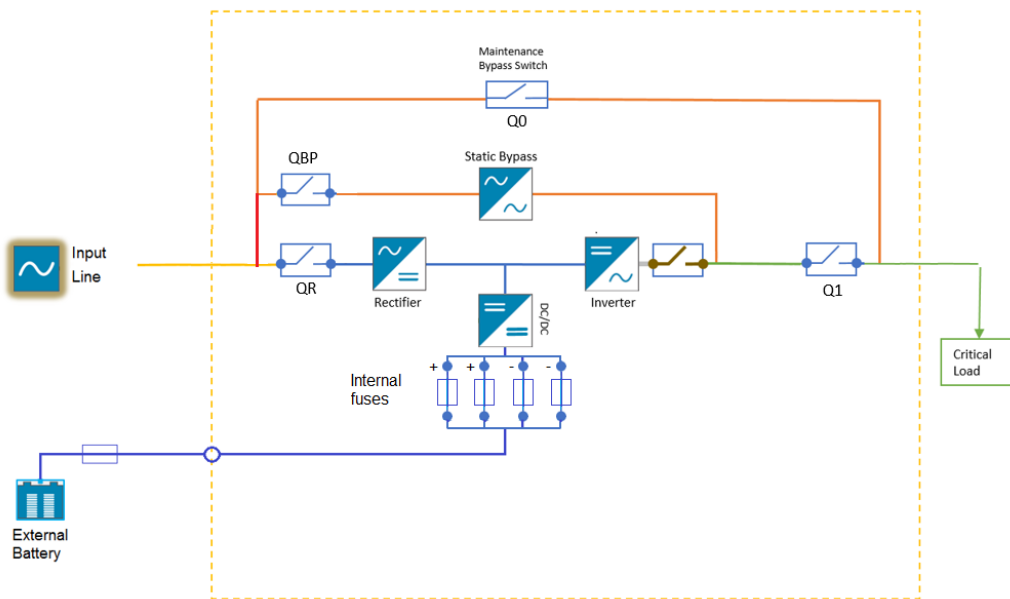 Maintenance
Bypass Switch
Q0
QBP
Static Bypass
Input
Line
QR
Rectifier
Inverter
Q1
DC/DC
Critical
Load
+ + - -
Internal
fuses
External
Battery